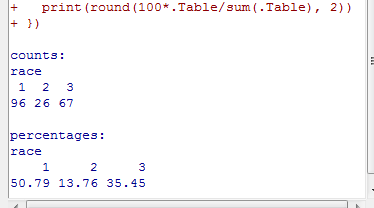 +   print(round(100*.Table/sum(.Table), 2))
+ })
counts:
race
 1  2  3
96 26 67
percentages:
race
    1     2     3
50.79 13.76 35.45